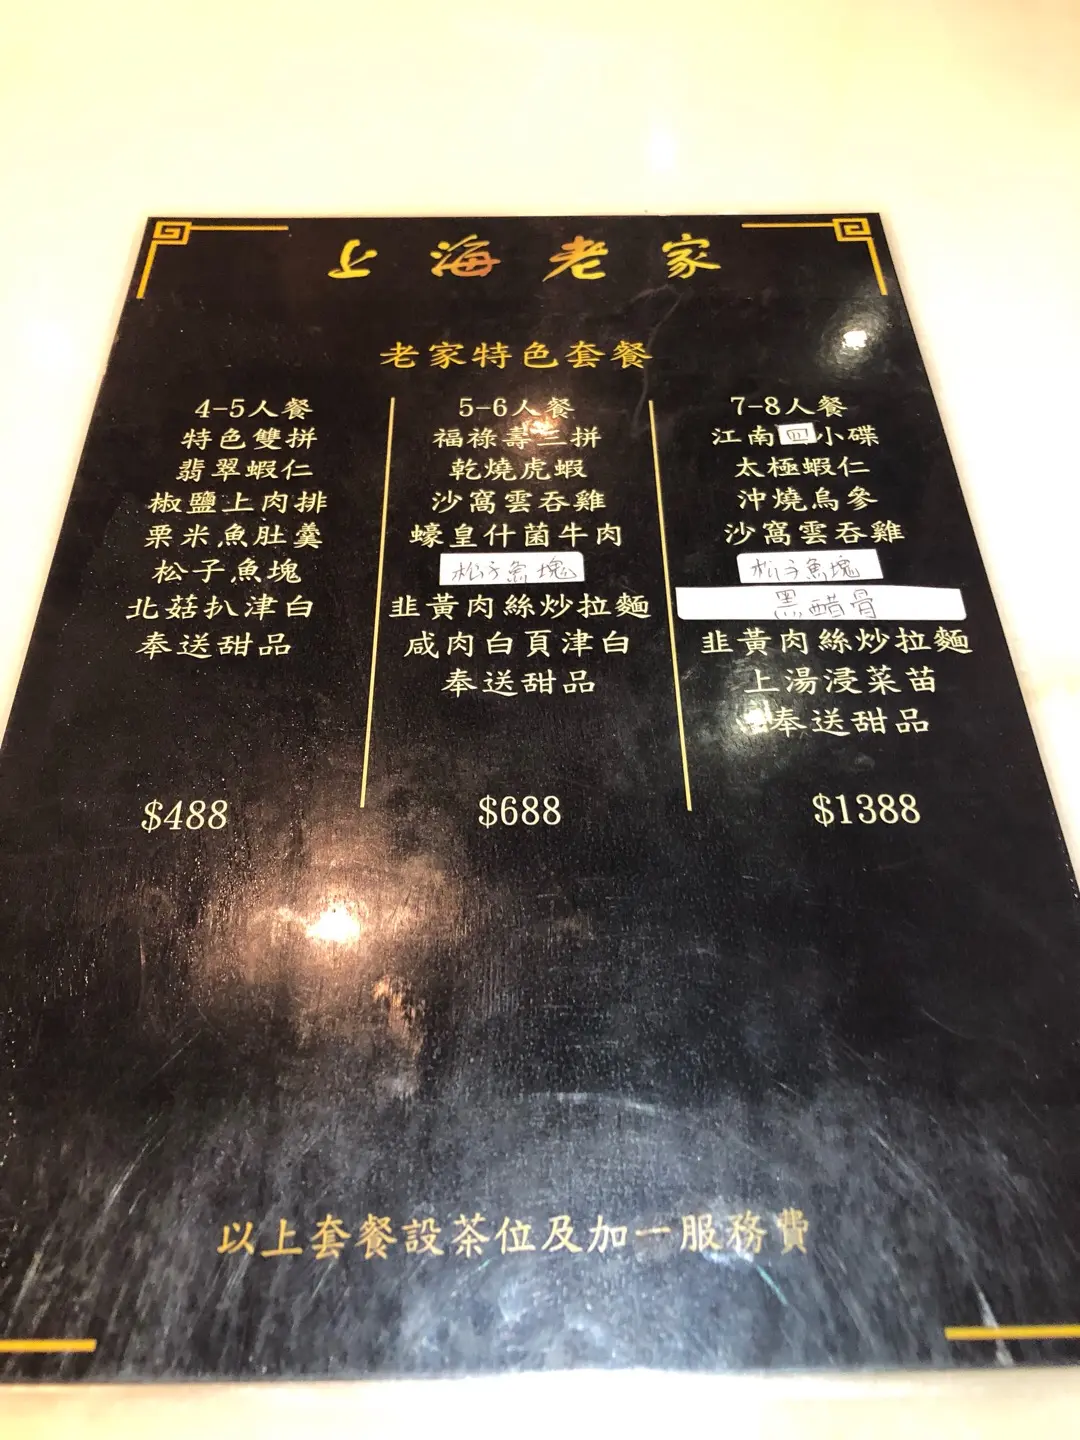 上海老家
老家特色套餐
4-5人餐
特色雙拼
翡翠蝦仁
椒鹽上肉排
粟米魚肚羹
松子魚塊
北菇扒津白
奉送甜品
$488
5-6人餐
福祿壽三拼
乾燒虎蝦
沙窩雲吞雞
蠔皇什菌牛肉
松子魚塊
韭黃肉絲炒拉麵
咸肉白頁津白
奉送甜品
$688
7-8人餐
江南四小碟
太極蝦仁
沖燒烏參
沙窩雲吞雞
松子魚塊
黑醋骨
韭黃肉絲炒拉麵
上湯浸菜苗
奉送甜品
$1388
以上套餐設茶位及加一服務費